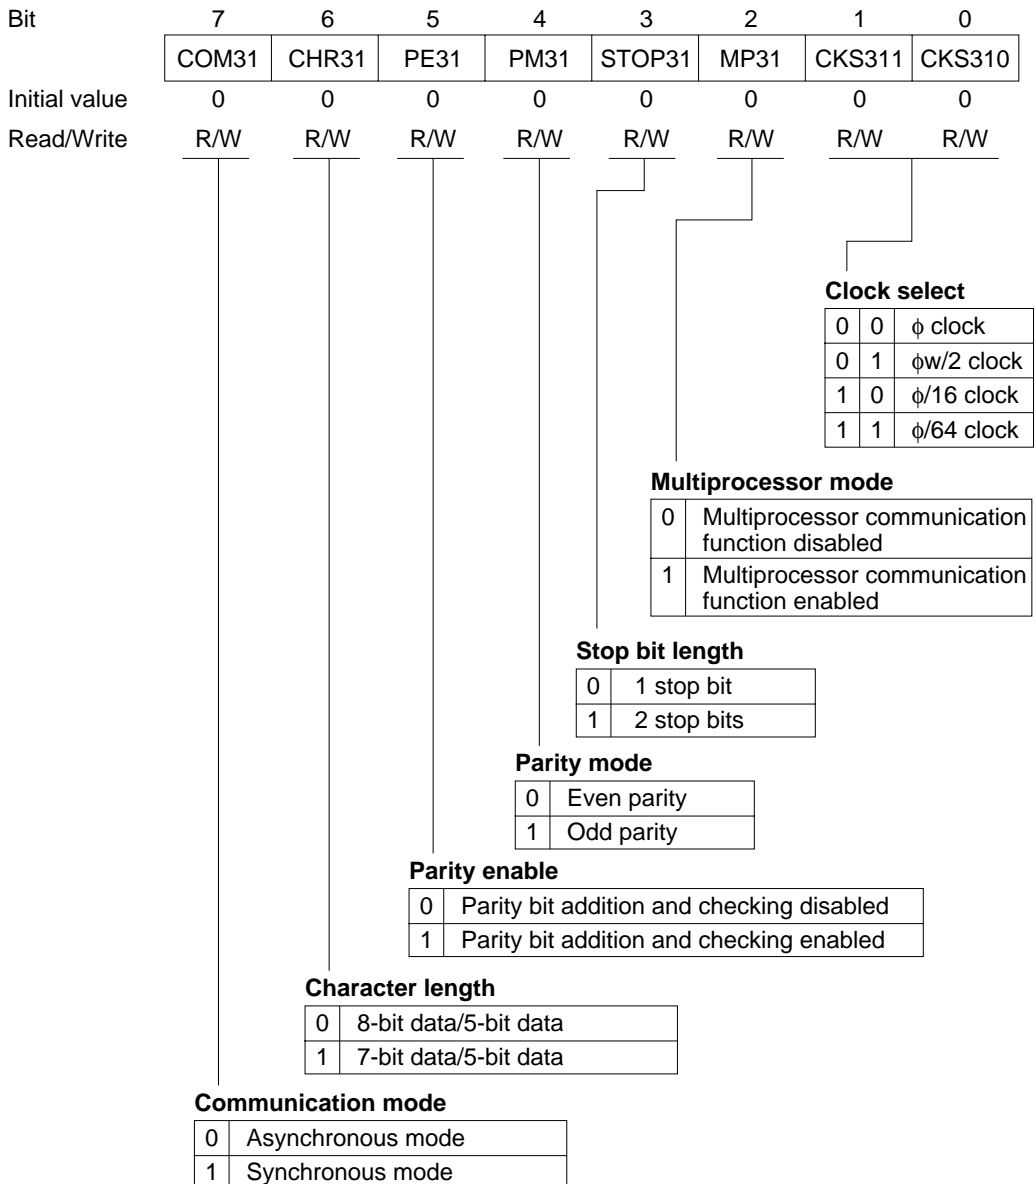 Bit 7 6 5 4 3 2 1 0
COM31 CHR31 PE31 PM31 STOP31 MP31 CKS311 CKS310
Initial value 0 0 0 0 0 0 0 0
Read/Write R/W R/W R/W R/W R/W R/W R/W R/W
Clock select
0 0 ϕ clock
0 1 ϕw/2 clock
1 0 ϕ/16 clock
1 1 ϕ/64 clock
Multiprocessor mode
0 Multiprocessor communication
function disabled
1 Multiprocessor communication
function enabled
Stop bit length
0 1 stop bit
1 2 stop bits
Parity mode
0 Even parity
1 Odd parity
Parity enable
0 Parity bit addition and checking disabled
1 Parity bit addition and checking enabled
Character length
0 8-bit data/5-bit data
1 7-bit data/5-bit data
Communication mode
0 Asynchronous mode
1 Synchronous mode